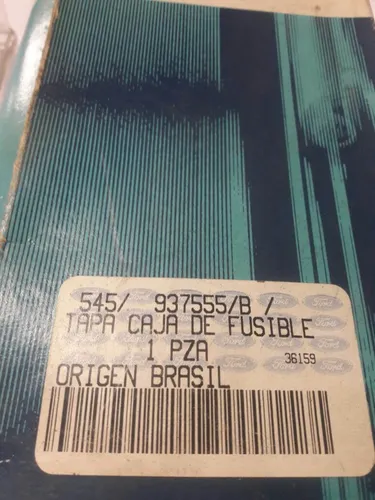 545/ 937555/B /
TAPA CAJA DE FUSIBLE
1 PZA 36159
ORIGEN BRASIL